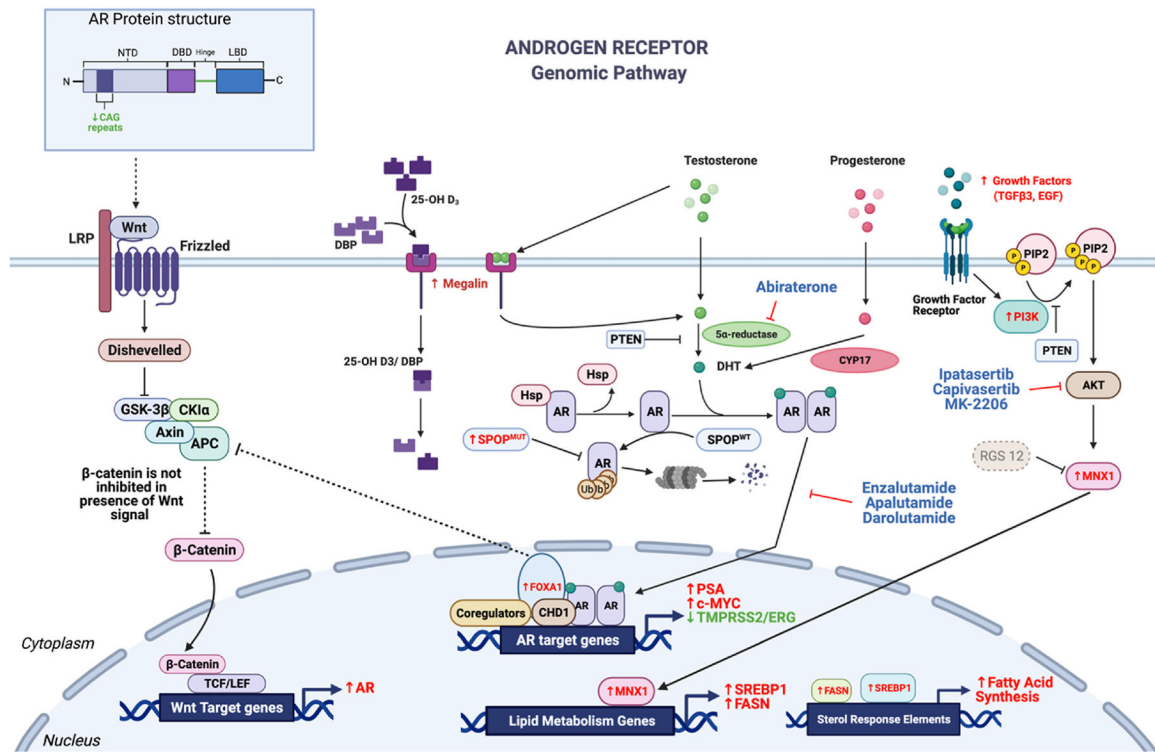 AR Protein structure
NTD
DBD
Hinge
LBD
N
C
↓CAG
repeats
ANDROGEN RECEPTOR
Genomic Pathway
Wnt
LRP
Frizzled
Dishevelled
GSK-3β
CKIα
Axin
APC
β-catenin is not
inhibited in
presence of Wnt
signal
β-Catenin
25-OH D₃
DBP
↑ Megalin
25-OH D3/ DBP
Testosterone
Progesterone
Abiraterone
PTEN
5α-reductase
DHT
CYP17
Hsp
Hsp
AR
AR
AR
AR
↑SPOPᴹᵁᵀ
SPOPᵂᵀ
AR
Ub
b
b
b
↑ Growth Factors
(TGFβ3, EGF)
Growth Factor
Receptor
PIP2
P
P
PIP2
P
P
P
↑PI3K
PTEN
Ipatasertib
Capivasertib
MK-2206
AKT
RGS 12
↑MNX1
Enzalutamide
Apalutamide
Darolutamide
↑FOXA1
Coregulators
CHD1
AR
AR
AR target genes
↑PSA
↑c-MYC
↓TMPRSS2/ERG
Cytoplasm
Nucleus
β-Catenin
TCF/LEF
Wnt Target genes
↑AR
↑MNX1
Lipid Metabolism Genes
↑SREBP1
↑FASN
↑FASN
↑SREBP1
Sterol Response Elements
↑Fatty Acid
Synthesis